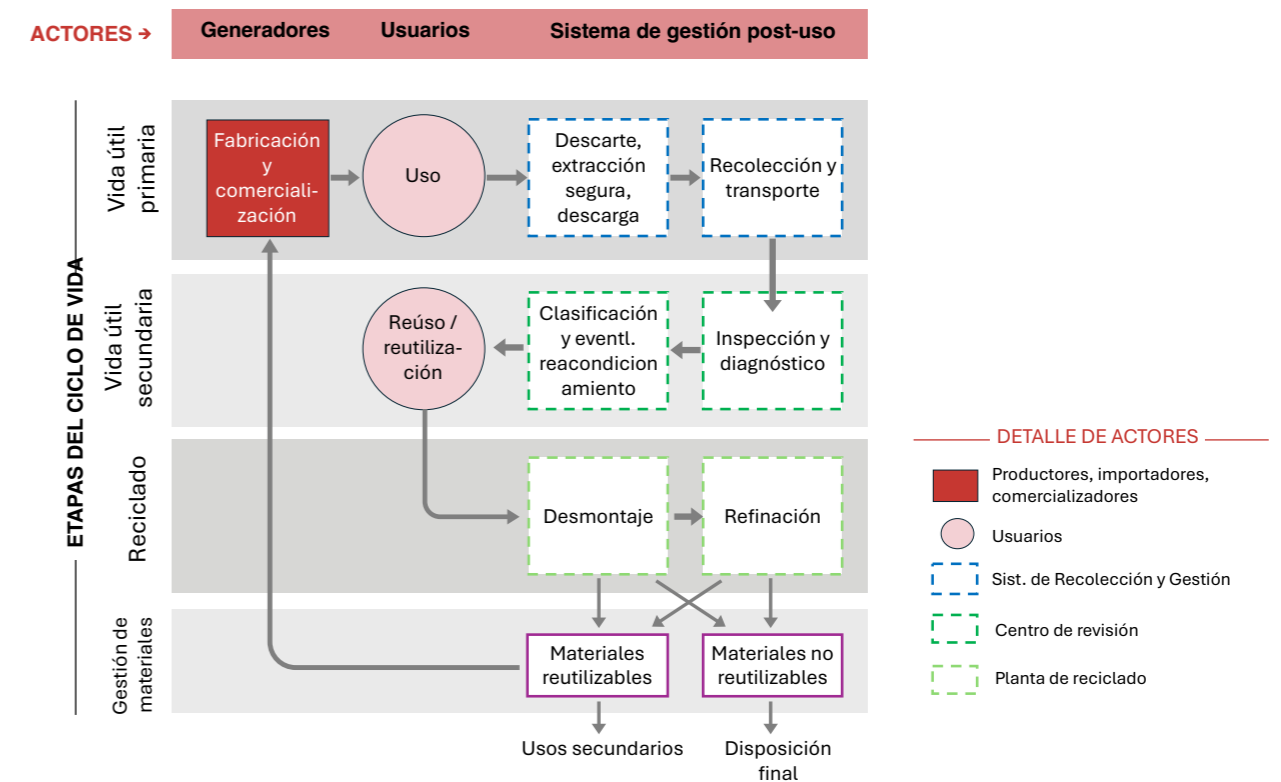 ACTORES →
Generadores
Usuarios
Sistema de gestión post-uso
ETAPAS DEL CICLO DE VIDA
Vida útil
primaria
Fabricación
y
comerciali-
zación
Uso
Descarte,
extracción
segura,
descarga
Recolección y
transporte
Vida útil
secundaria
Reúso /
reutiliza-
ción
Clasificación
y eventl.
reacondicion
amiento
Inspección y
diagnóstico
Reciclado
Desmontaje
Refinación
Gestión de
materiales
Materiales
reutilizables
Materiales no
reutilizables
Usos secundarios
Disposición
final
DETALLE DE ACTORES
Productores, importadores,
comercializadores
Usuarios
Sist. de Recolección y Gestión
Centro de revisión
Planta de reciclado